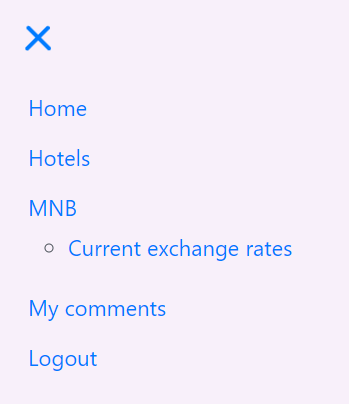 Home
Hotels
MNB
Current exchange rates
My comments
Logout